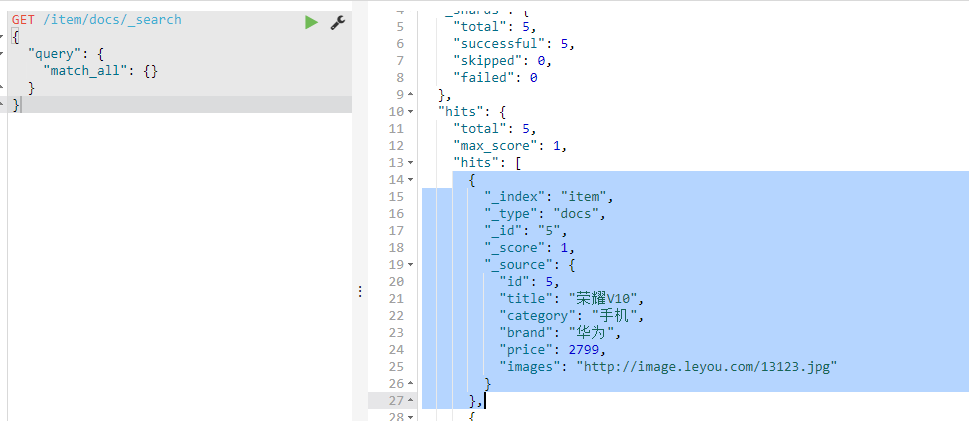 GET /item/docs/_search
{
"query": {
"match_all": {}
}
}
4 "_shards": {
5 "total": 5,
6 "successful": 5,
7 "skipped": 0,
8 "failed": 0
9 },
10 "hits": {
11 "total": 5,
12 "max_score": 1,
13 "hits": [
14 {
15 "_index": "item",
16 "_type": "docs",
17 "_id": "5",
18 "_score": 1,
19 "_source": {
20 "id": 5,
21 "title": "荣耀V10",
22 "category": "手机",
23 "brand": "华为",
24 "price": 2799,
25 "images": "http://image.leyou.com/13123.jpg"
26 }
27 },
28 {